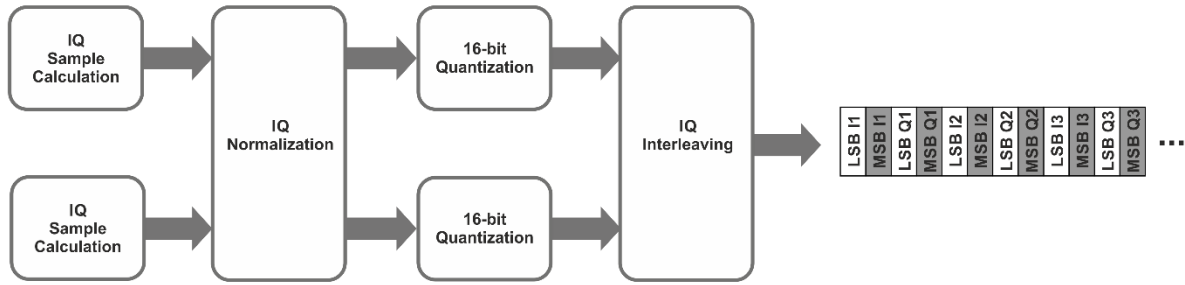 IQ
Sample
Calculation
IQ
Normalization
16-bit
Quantization
IQ
Interleaving
LSB I1
MSB I1
LSB Q1
MSB Q1
LSB I2
MSB I2
LSB Q2
MSB Q2
LSB I3
MSB I3
LSB Q3
MSB Q3
...
IQ
Sample
Calculation
16-bit
Quantization